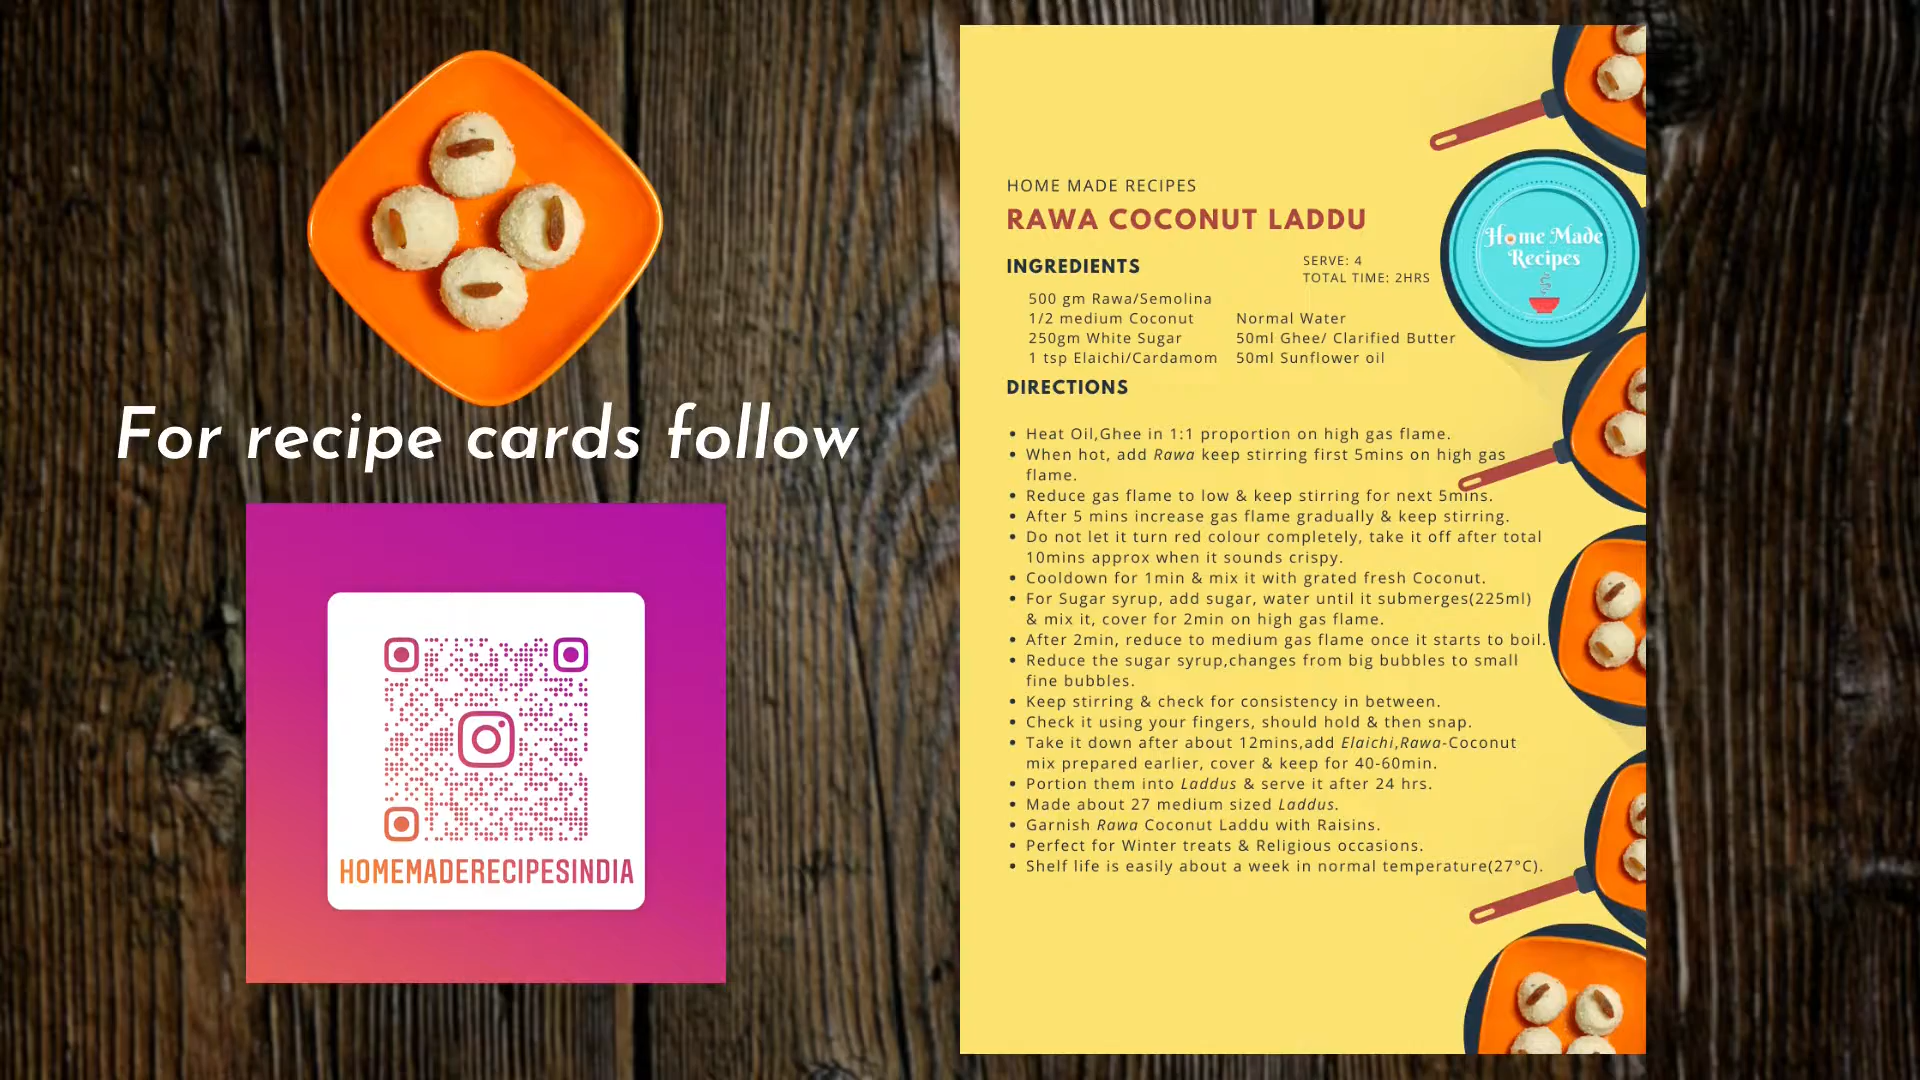 For recipe cards follow
HOMEMADERECIPESINDIA
HOME MADE RECIPES
RAWA COCONUT LADDU
INGREDIENTS
SERVE: 4
TOTAL TIME: 2HRS
500 gm Rawa/Semolina
1/2 medium Coconut
250gm White Sugar
1 tsp Elaichi/Cardamom
Normal Water
50ml Ghee/ Clarified Butter
50ml Sunflower oil
Home Made
Recipes
DIRECTIONS
• Heat Oil,Ghee in 1:1 proportion on high gas flame.
• When hot, add Rawa keep stirring first 5mins on high gas
flame.
• Reduce gas flame to low & keep stirring for next 5mins.
• After 5 mins increase gas flame gradually & keep stirring.
• Do not let it turn red colour completely, take it off after total
10mins approx when it sounds crispy.
• Cooldown for 1min & mix it with grated fresh Coconut.
• For Sugar syrup, add sugar, water until it submerges(225ml)
& mix it, cover for 2min on high gas flame.
• After 2min, reduce to medium gas flame once it starts to boil.
• Reduce the sugar syrup,changes from big bubbles to small
fine bubbles.
• Keep stirring & check for consistency in between.
• Check it using your fingers, should hold & then snap.
• Take it down after about 12mins,add Elaichi,Rawa-Coconut
mix prepared earlier, cover & keep for 40-60min.
• Portion them into Laddus & serve it after 24 hrs.
• Made about 27 medium sized Laddus.
• Garnish Rawa Coconut Laddu with Raisins.
• Perfect for Winter treats & Religious occasions.
• Shelf life is easily about a week in normal temperature(27°C).